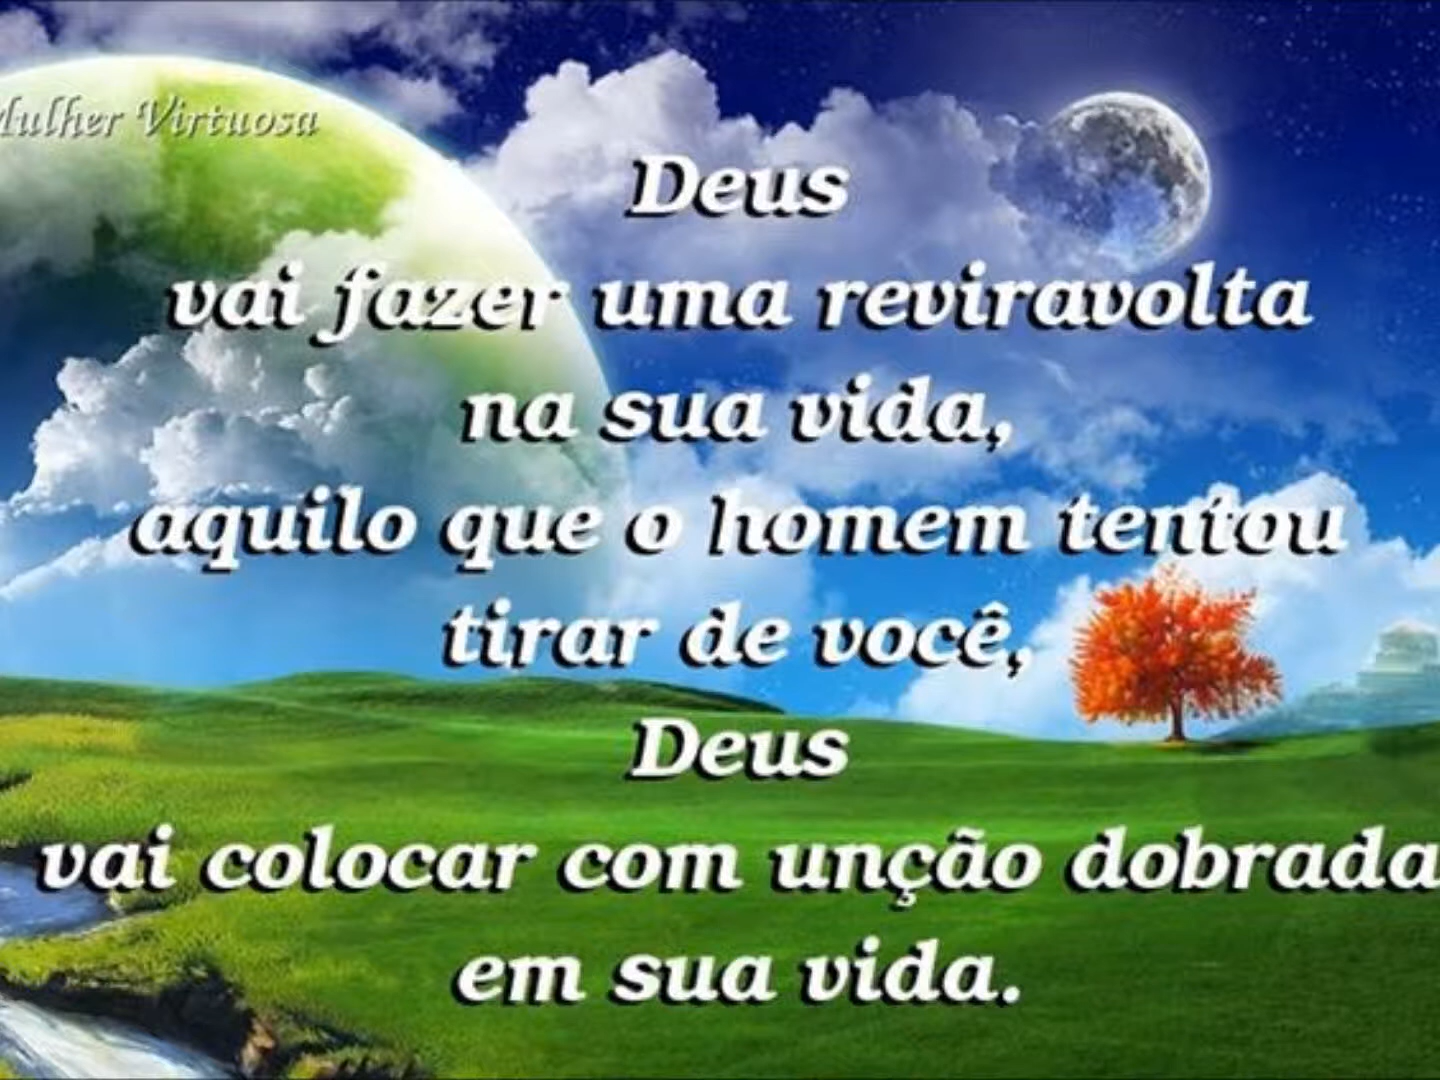 Mulher Virtuosa
Deus
vai fazer uma reviravolta
na sua vida,
aquilo que o homem tentou
tirar de você,
Deus
vai colocar com unção dobrada
em sua vida.